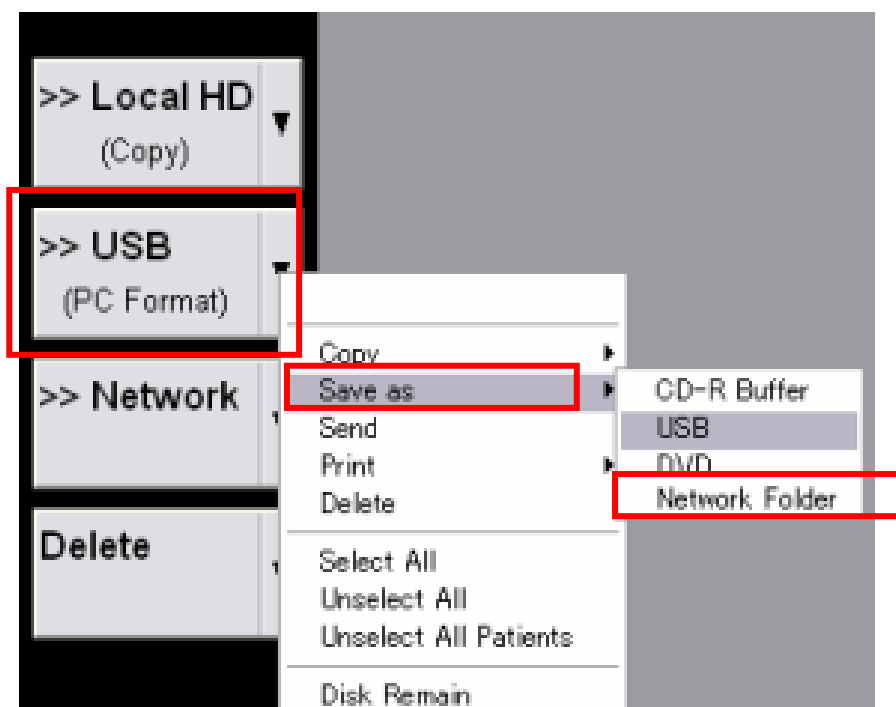 >> Local HD
(Copy)
>> USB
(PC Format)
>> Network
Delete
Copy
Save as
Send
Print
Delete
Select All
Unselect All
Unselect All Patients
Disk Remain
CD-R Buffer
USB
DVD
Network Folder